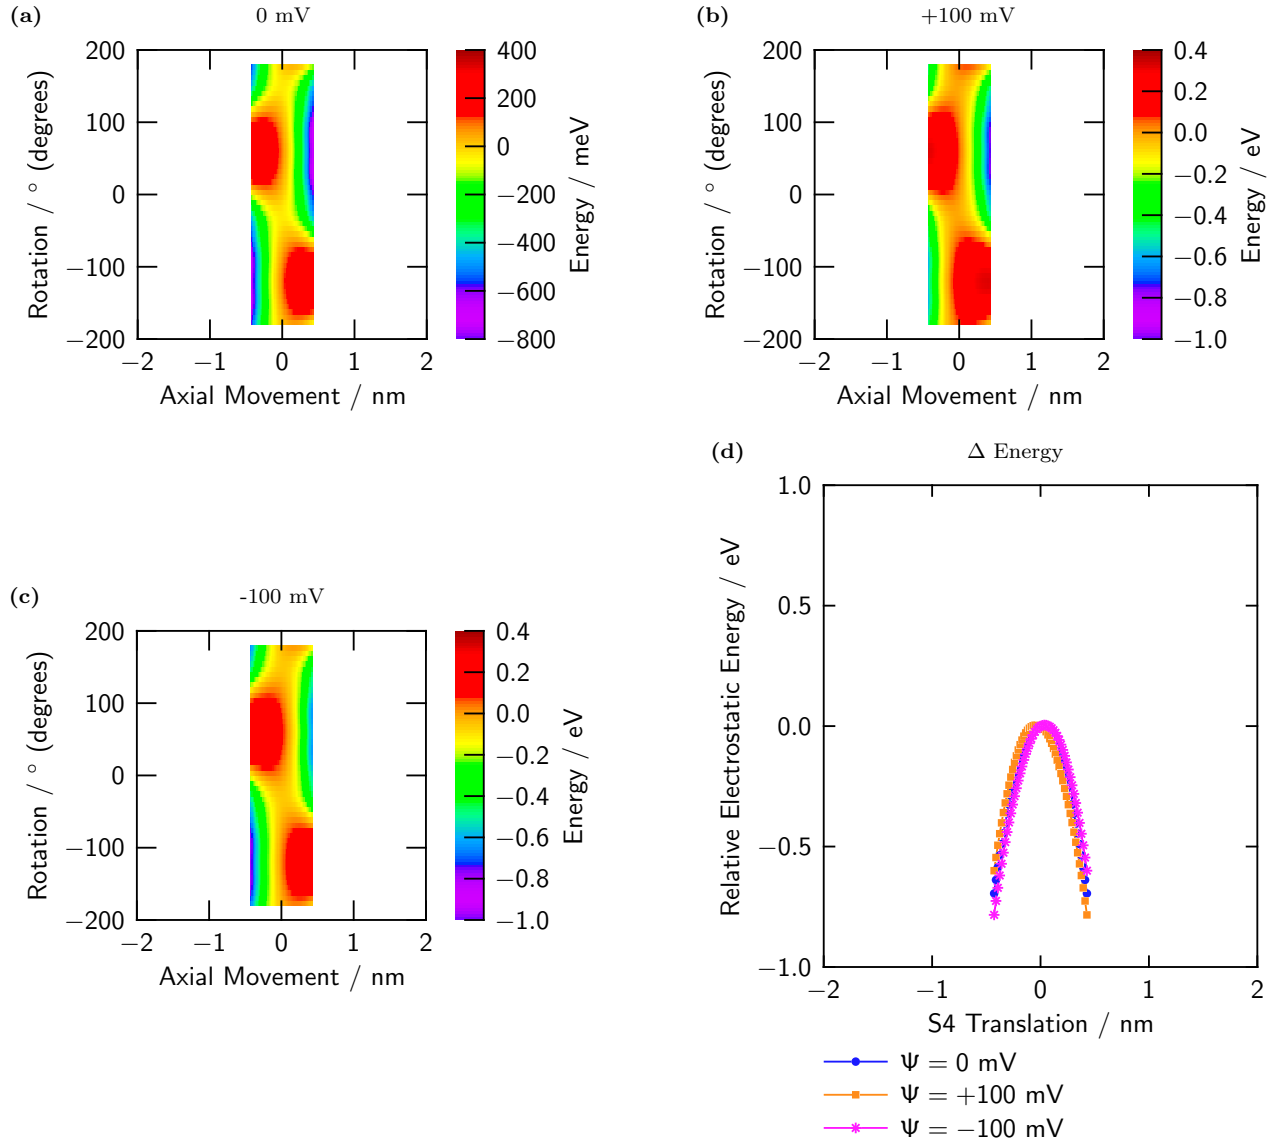 (a)
0 mV
200
100
0
−100
−200
−2
−1
0
1
2
Rotation / ° (degrees)
Axial Movement / nm
400
200
0
−200
−400
−600
−800
Energy / meV
(b)
+100 mV
200
100
0
−100
−200
−2
−1
0
1
2
Rotation / ° (degrees)
Axial Movement / nm
0.4
0.2
0.0
−0.2
−0.4
−0.6
−0.8
−1.0
Energy / eV
(c)
-100 mV
200
100
0
−100
−200
−2
−1
0
1
2
Rotation / ° (degrees)
Axial Movement / nm
0.4
0.2
0.0
−0.2
−0.4
−0.6
−0.8
−1.0
Energy / eV
(d)
Δ Energy
1.0
0.5
0.0
−0.5
−1.0
−2
−1
0
1
2
Relative Electrostatic Energy / eV
S4 Translation / nm
Ψ = 0 mV
Ψ = +100 mV
Ψ = −100 mV